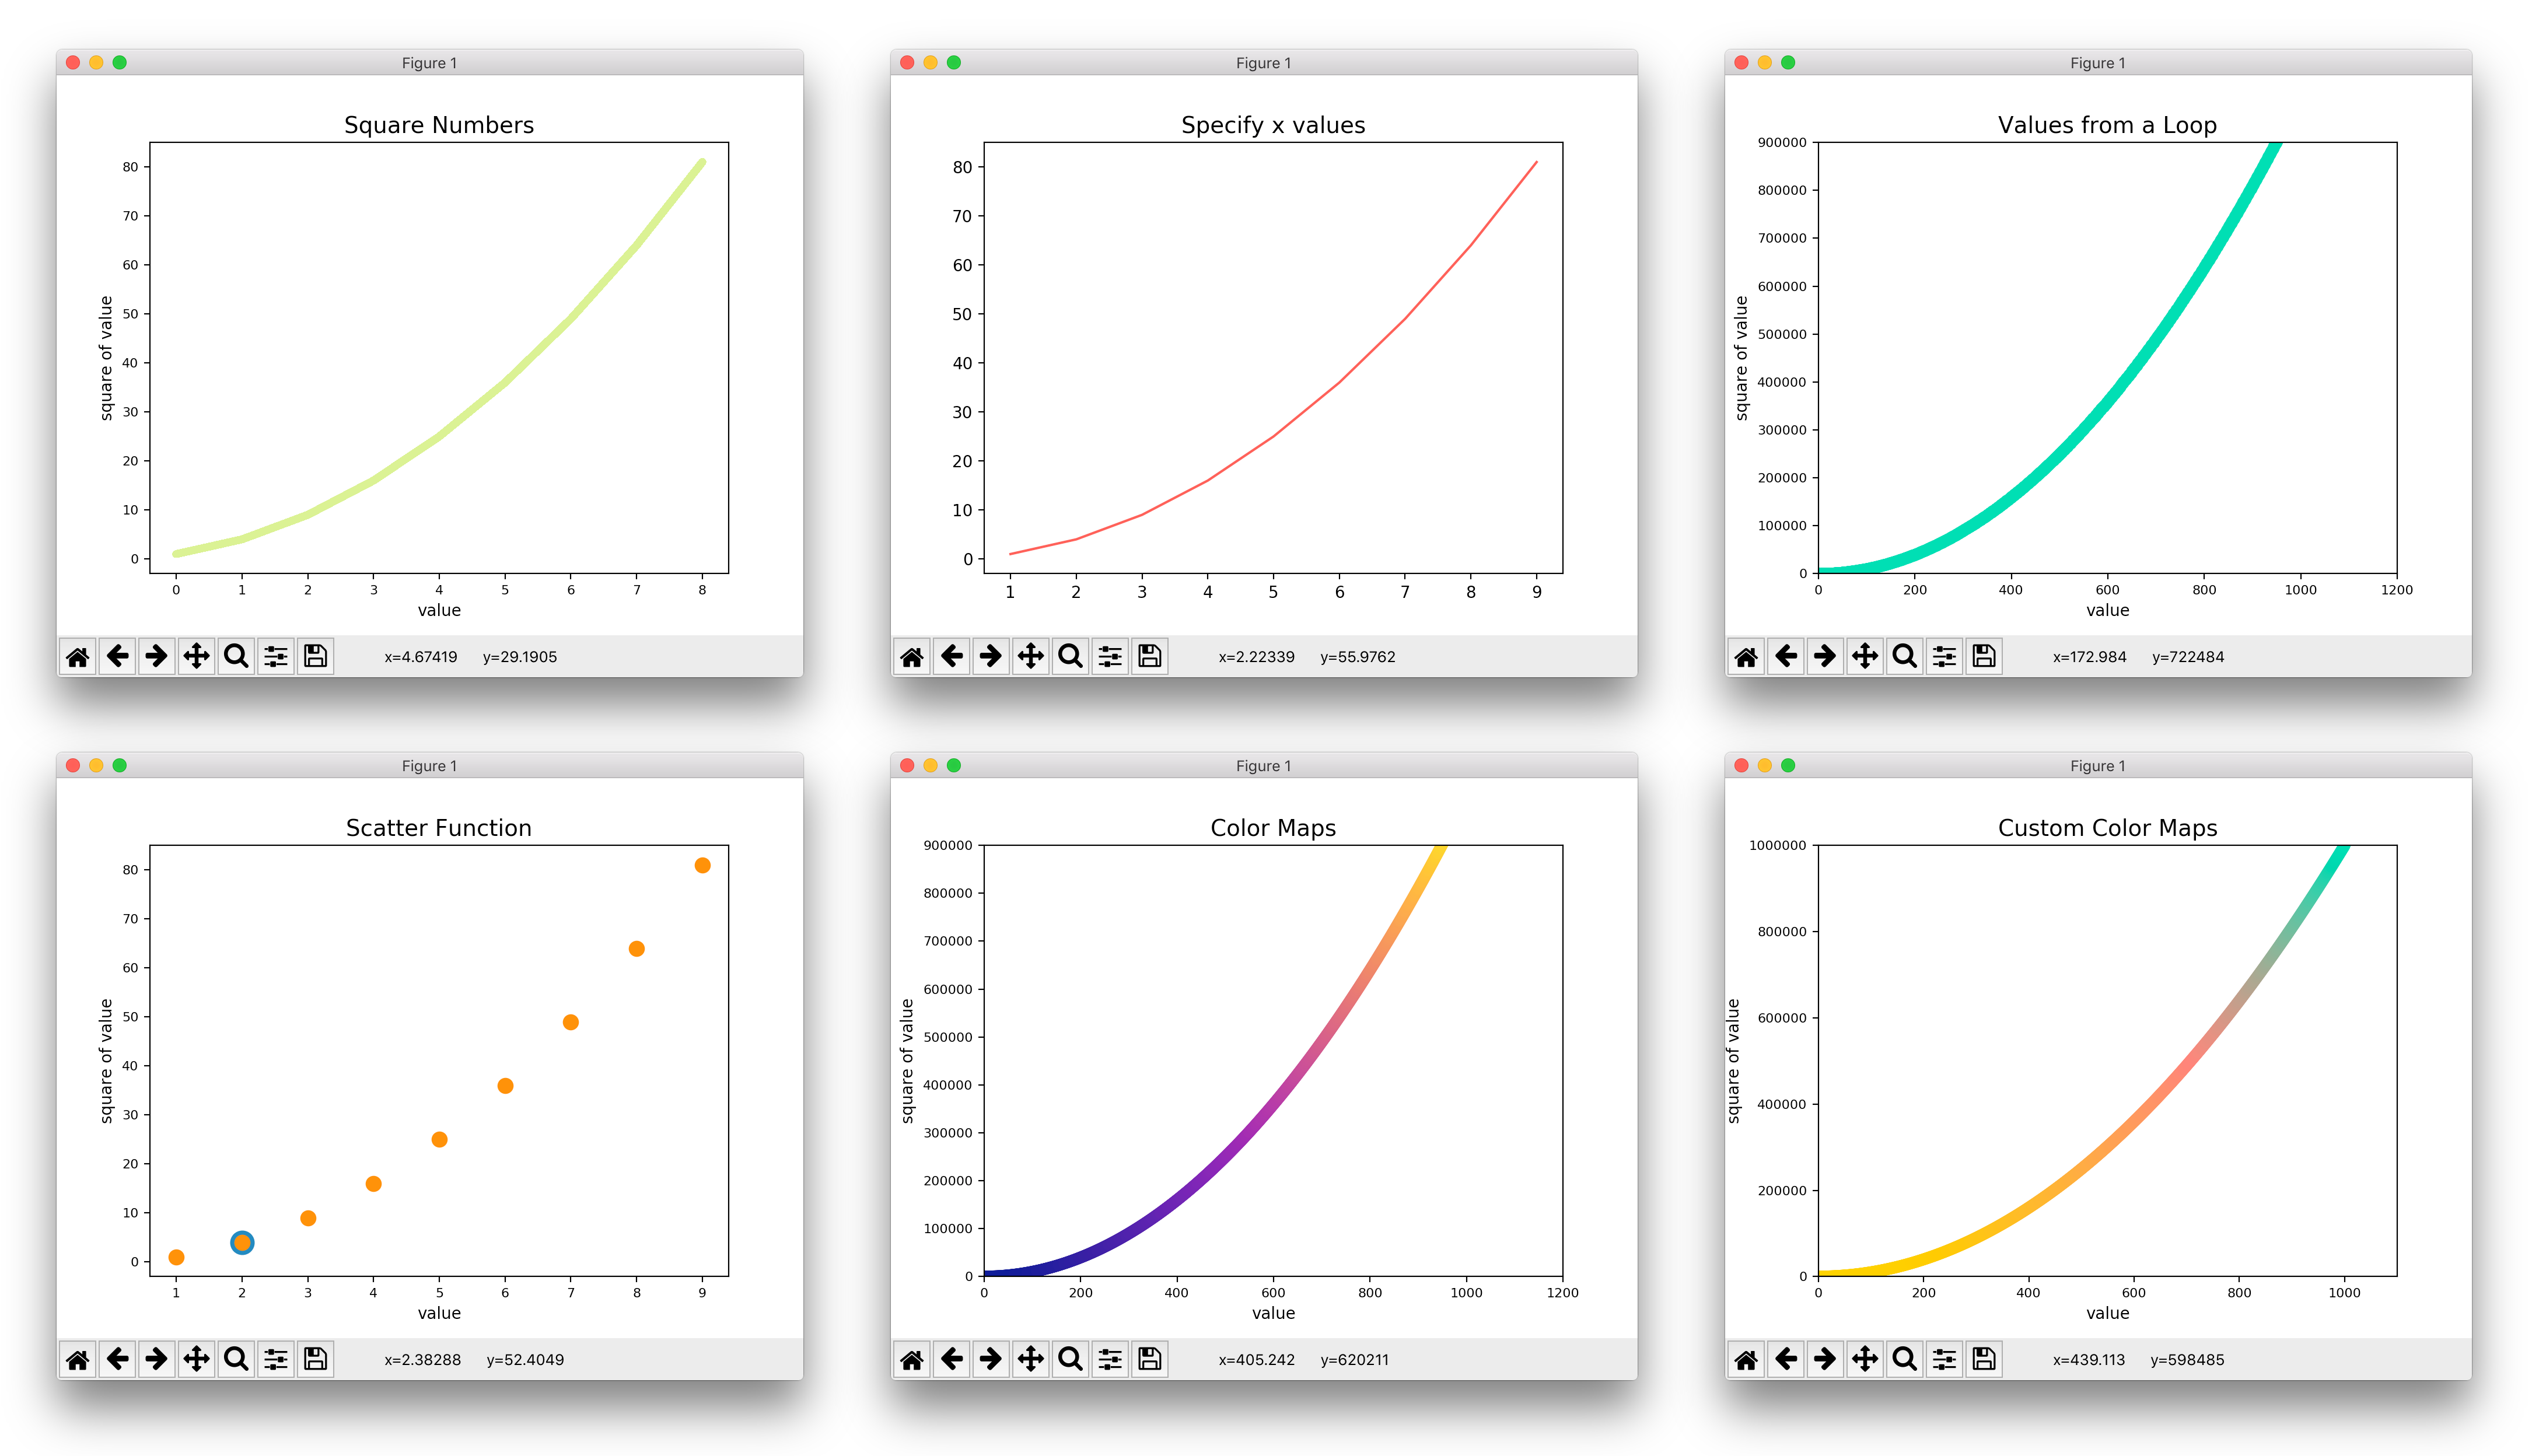 Figure 1
Square Numbers
80
70
60
50
40
30
20
10
0
square of value
0 1 2 3 4 5 6 7 8
value
x=4.67419 y=29.1905
Figure 1
Specify x values
80
70
60
50
40
30
20
10
0
1 2 3 4 5 6 7 8 9
x=2.22339 y=55.9762
Figure 1
Values from a Loop
900000
800000
700000
600000
500000
400000
300000
200000
100000
0
square of value
0 200 400 600 800 1000 1200
value
x=172.984 y=722484
Figure 1
Scatter Function
80
70
60
50
40
30
20
10
0
square of value
1 2 3 4 5 6 7 8 9
value
x=2.38288 y=52.4049
Figure 1
Color Maps
900000
800000
700000
600000
500000
400000
300000
200000
100000
0
square of value
0 200 400 600 800 1000 1200
value
x=405.242 y=620211
Figure 1
Custom Color Maps
1000000
800000
600000
400000
200000
0
square of value
0 200 400 600 800 1000
value
x=439.113 y=598485